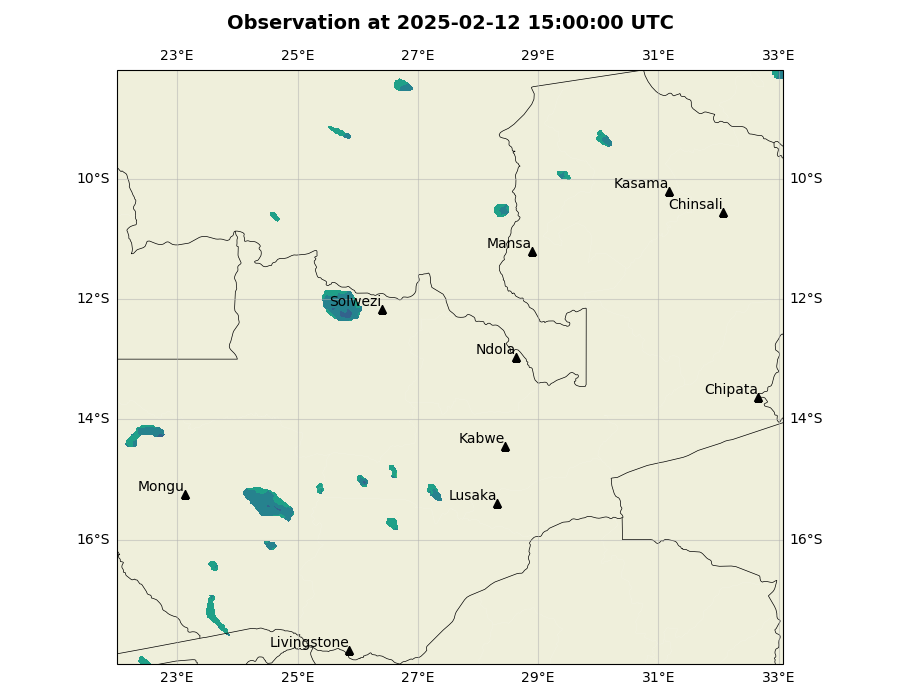 Observation at 2025-02-12 15:00:00 UTC
23°E 25°E 27°E 29°E 31°E 33°E
10°S 10°S
Kasama
Chinsali
Mansa
12°S 12°S
Solwezi
Ndola
Chipata
14°S 14°S
Kabwe
Mongu
Lusaka
16°S 16°S
Livingstone
23°E 25°E 27°E 29°E 31°E 33°E